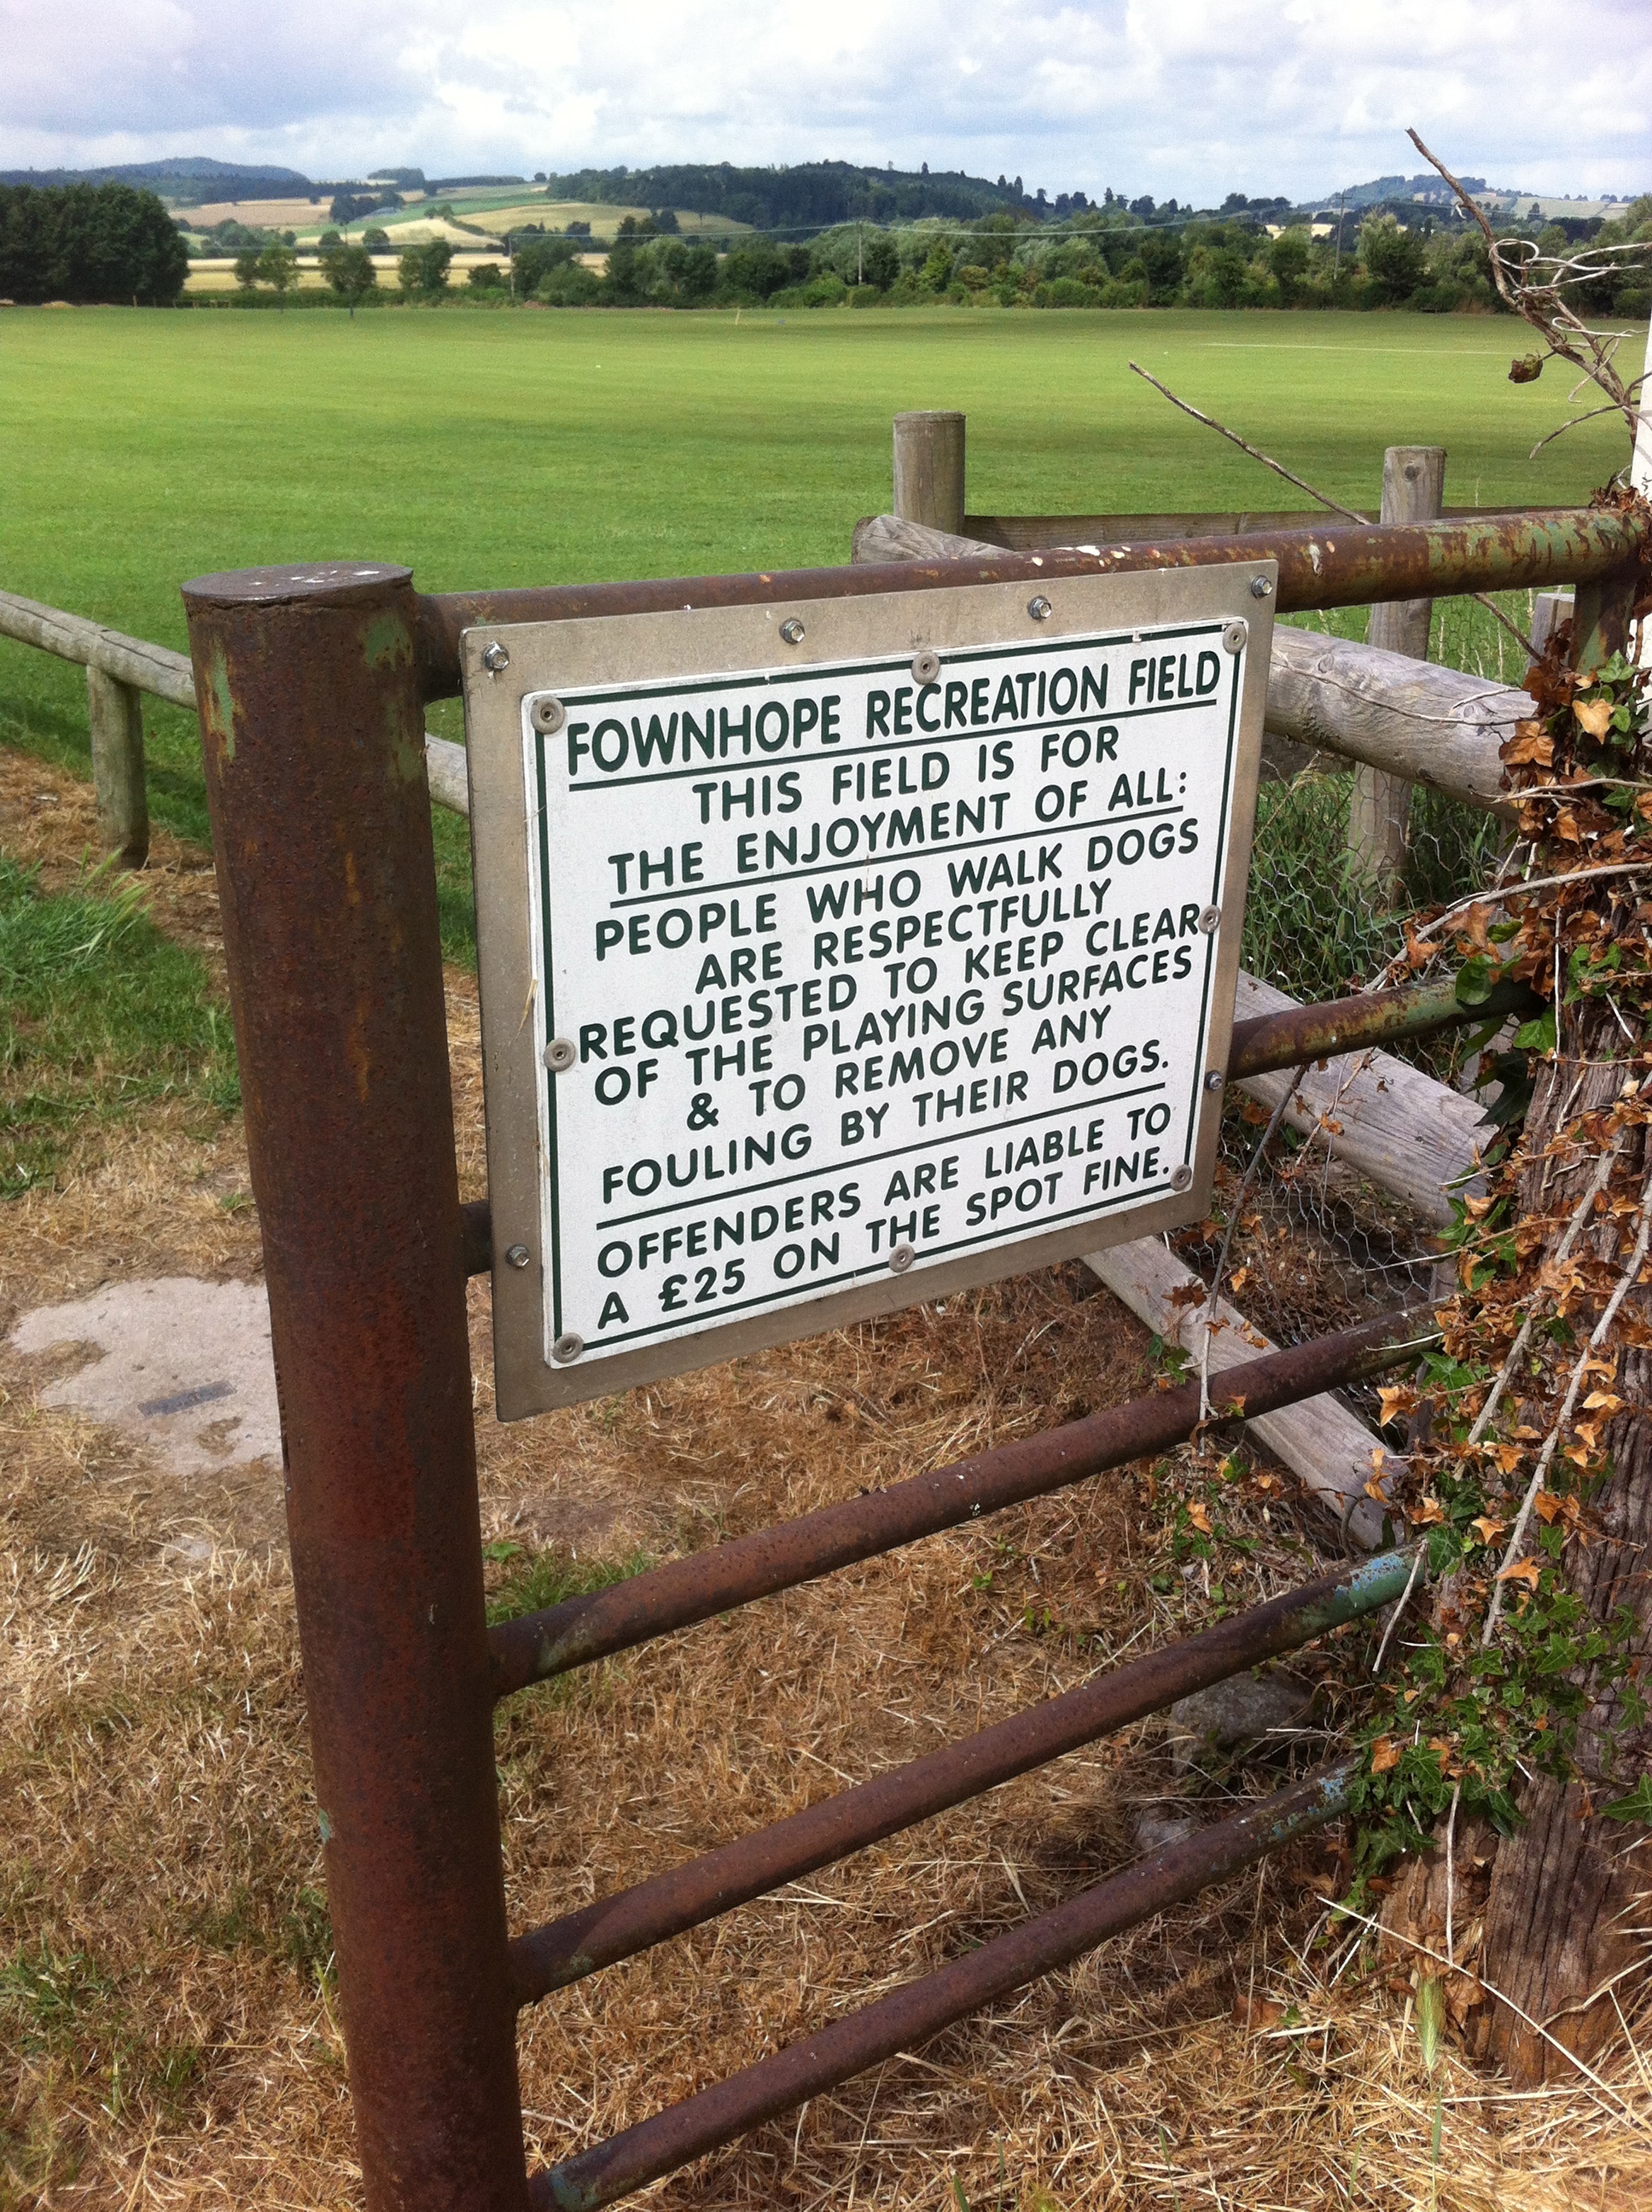 FOWNHOPE RECREATION FIELD
THIS FIELD IS FOR
THE ENJOYMENT OF ALL:
PEOPLE WHO WALK DOGS
ARE RESPECTFULLY
REQUESTED TO KEEP CLEAR
OF THE PLAYING SURFACES
& TO REMOVE ANY
FOULING BY THEIR DOGS.
OFFENDERS ARE LIABLE TO
A £25 ON THE SPOT FINE.